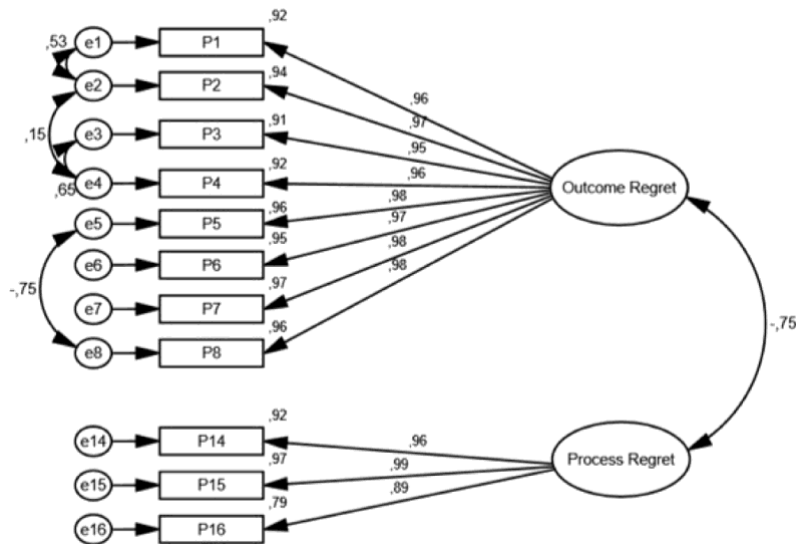 ,92
,53
e1
P1
,94
e2
P2
,96
,91
,97
e3
P3
,15
,95
,92
,96
Outcome Regret
,65
e4
P4
,96
,98
e5
P5
,97
,95
e6
P6
,98
-,75
,97
,98
e7
P7
-,75
,96
e8
P8
,92
e14
P14
,96
,97
,99
Process Regret
e15
P15
,89
,79
e16
P16